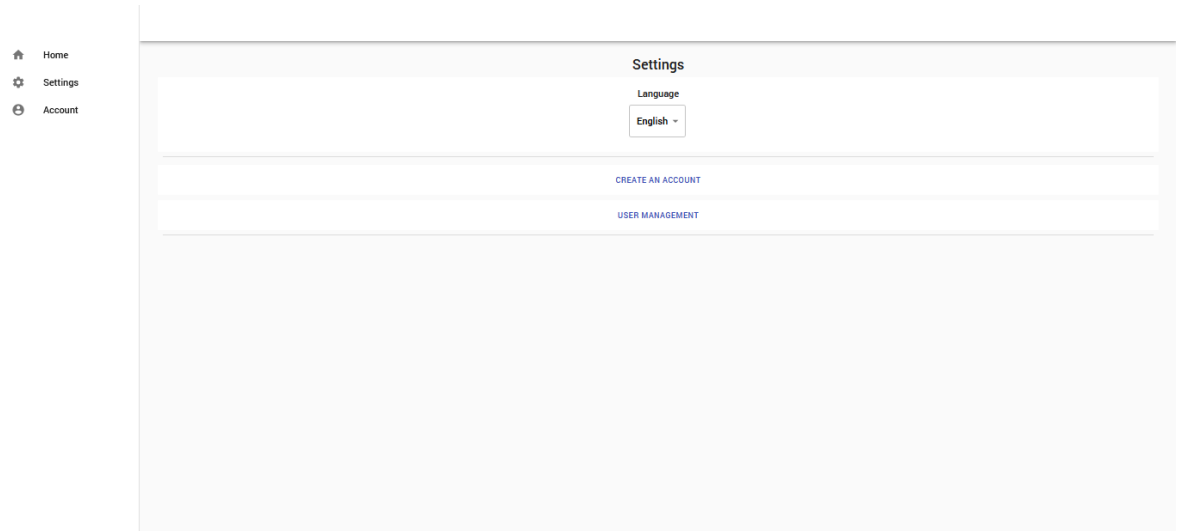 Home
Settings
Account
Settings
Language
English
CREATE AN ACCOUNT
USER MANAGEMENT